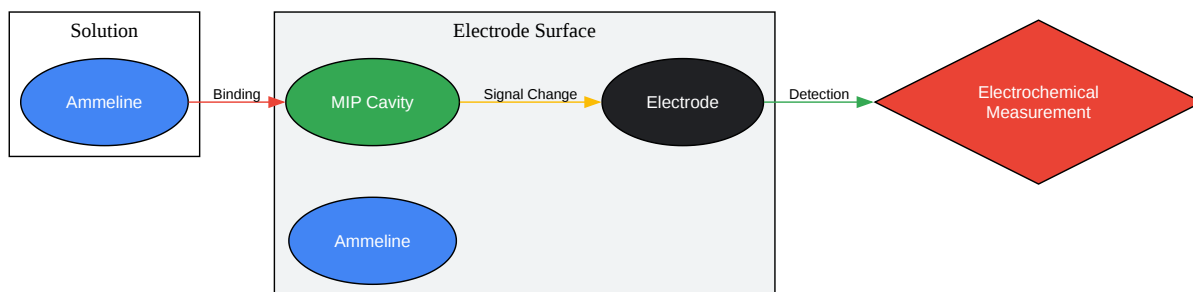 Solution
Electrode Surface
Ammeline
Binding
MIP Cavity
Signal Change
Electrode
Detection
Electrochemical
Measurement
Ammeline